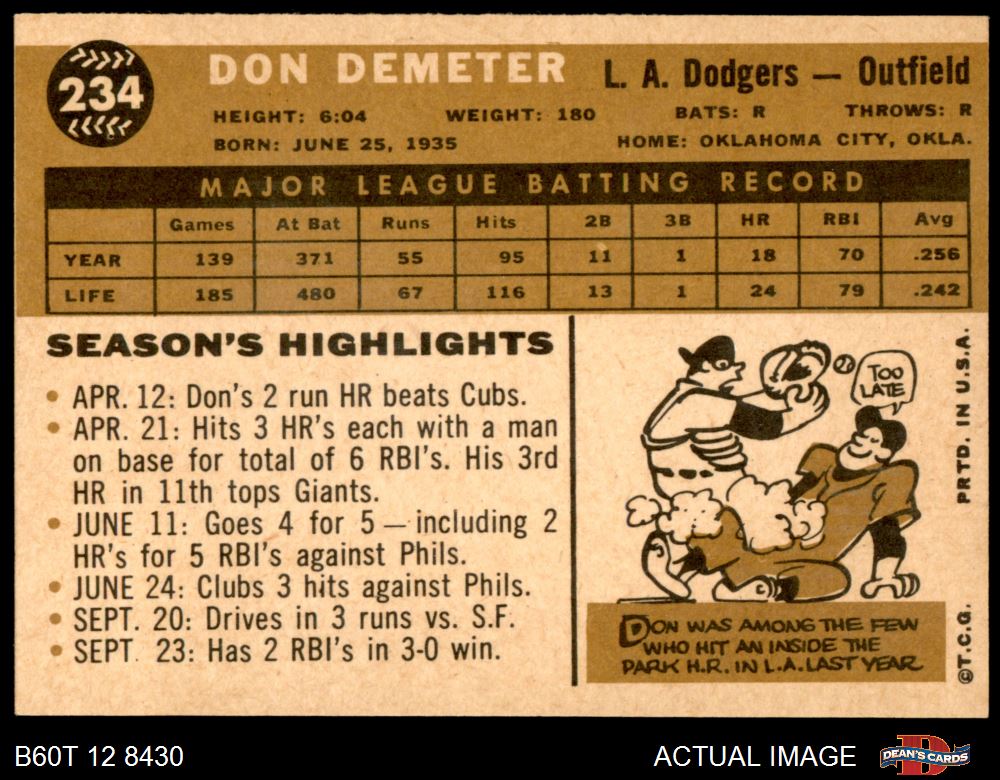 234
DON DEMETER
L. A. Dodgers — Outfield
HEIGHT: 6:04 WEIGHT: 180 BATS: R THROWS: R
BORN: JUNE 25, 1935 HOME: OKLAHOMA CITY, OKLA.
MAJOR LEAGUE BATTING RECORD
Games At Bat Runs Hits 2B 3B HR RBI Avg
YEAR 139 371 55 95 11 1 18 70 .256
LIFE 185 480 67 116 13 1 24 79 .242
SEASON'S HIGHLIGHTS
• APR. 12: Don's 2 run HR beats Cubs.
• APR. 21: Hits 3 HR's each with a man
on base for total of 6 RBI's. His 3rd
HR in 11th tops Giants.
• JUNE 11: Goes 4 for 5 — including 2
HR's for 5 RBI's against Phils.
• JUNE 24: Clubs 3 hits against Phils.
• SEPT. 20: Drives in 3 runs vs. S.F.
• SEPT. 23: Has 2 RBI's in 3-0 win.
TOO
LATE
DON WAS AMONG THE FEW
WHO HIT AN INSIDE THE
PARK H.R. IN L.A. LAST YEAR
©T.C.G. PRTD. IN U.S.A.
B60T 12 8430
ACTUAL IMAGE
DEAN'S CARDS